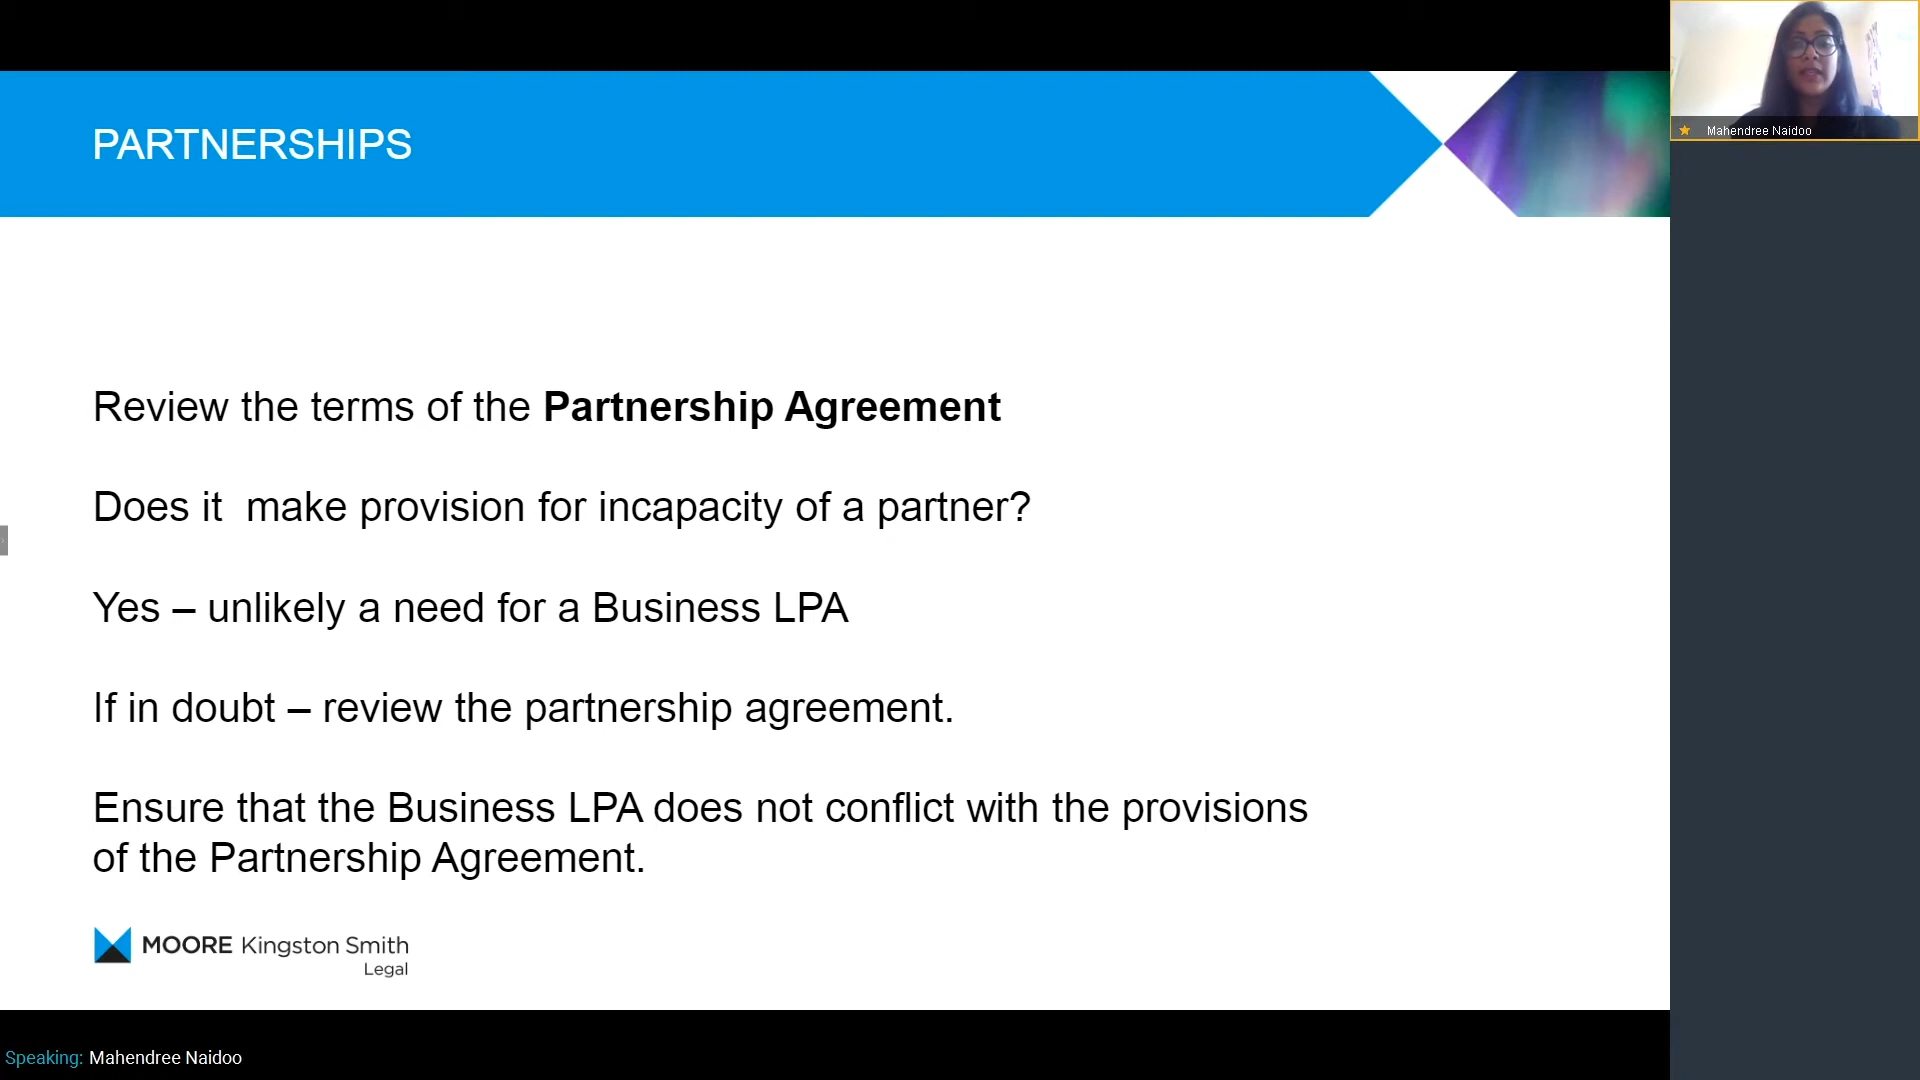 PARTNERSHIPS
Mahendree Naidoo
Review the terms of the Partnership Agreement
Does it  make provision for incapacity of a partner?
Yes – unlikely a need for a Business LPA
If in doubt – review the partnership agreement.
Ensure that the Business LPA does not conflict with the provisions
of the Partnership Agreement.
MOORE Kingston Smith
Legal
Speaking: Mahendree Naidoo